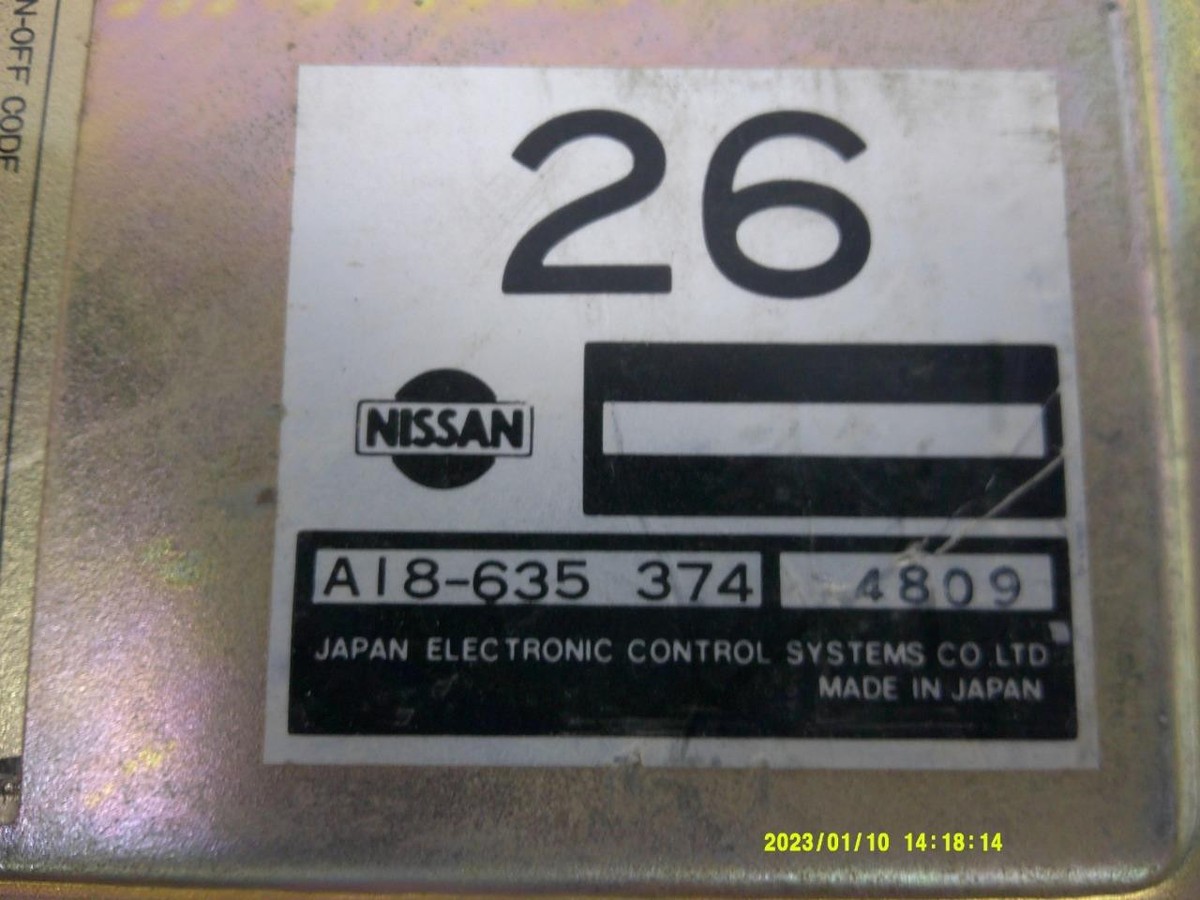 N-OFF CODE
26
NISSAN
A18-635 374 4809
JAPAN ELECTRONIC CONTROL SYSTEMS CO.LTD
MADE IN JAPAN
2023/01/10 14:18:14